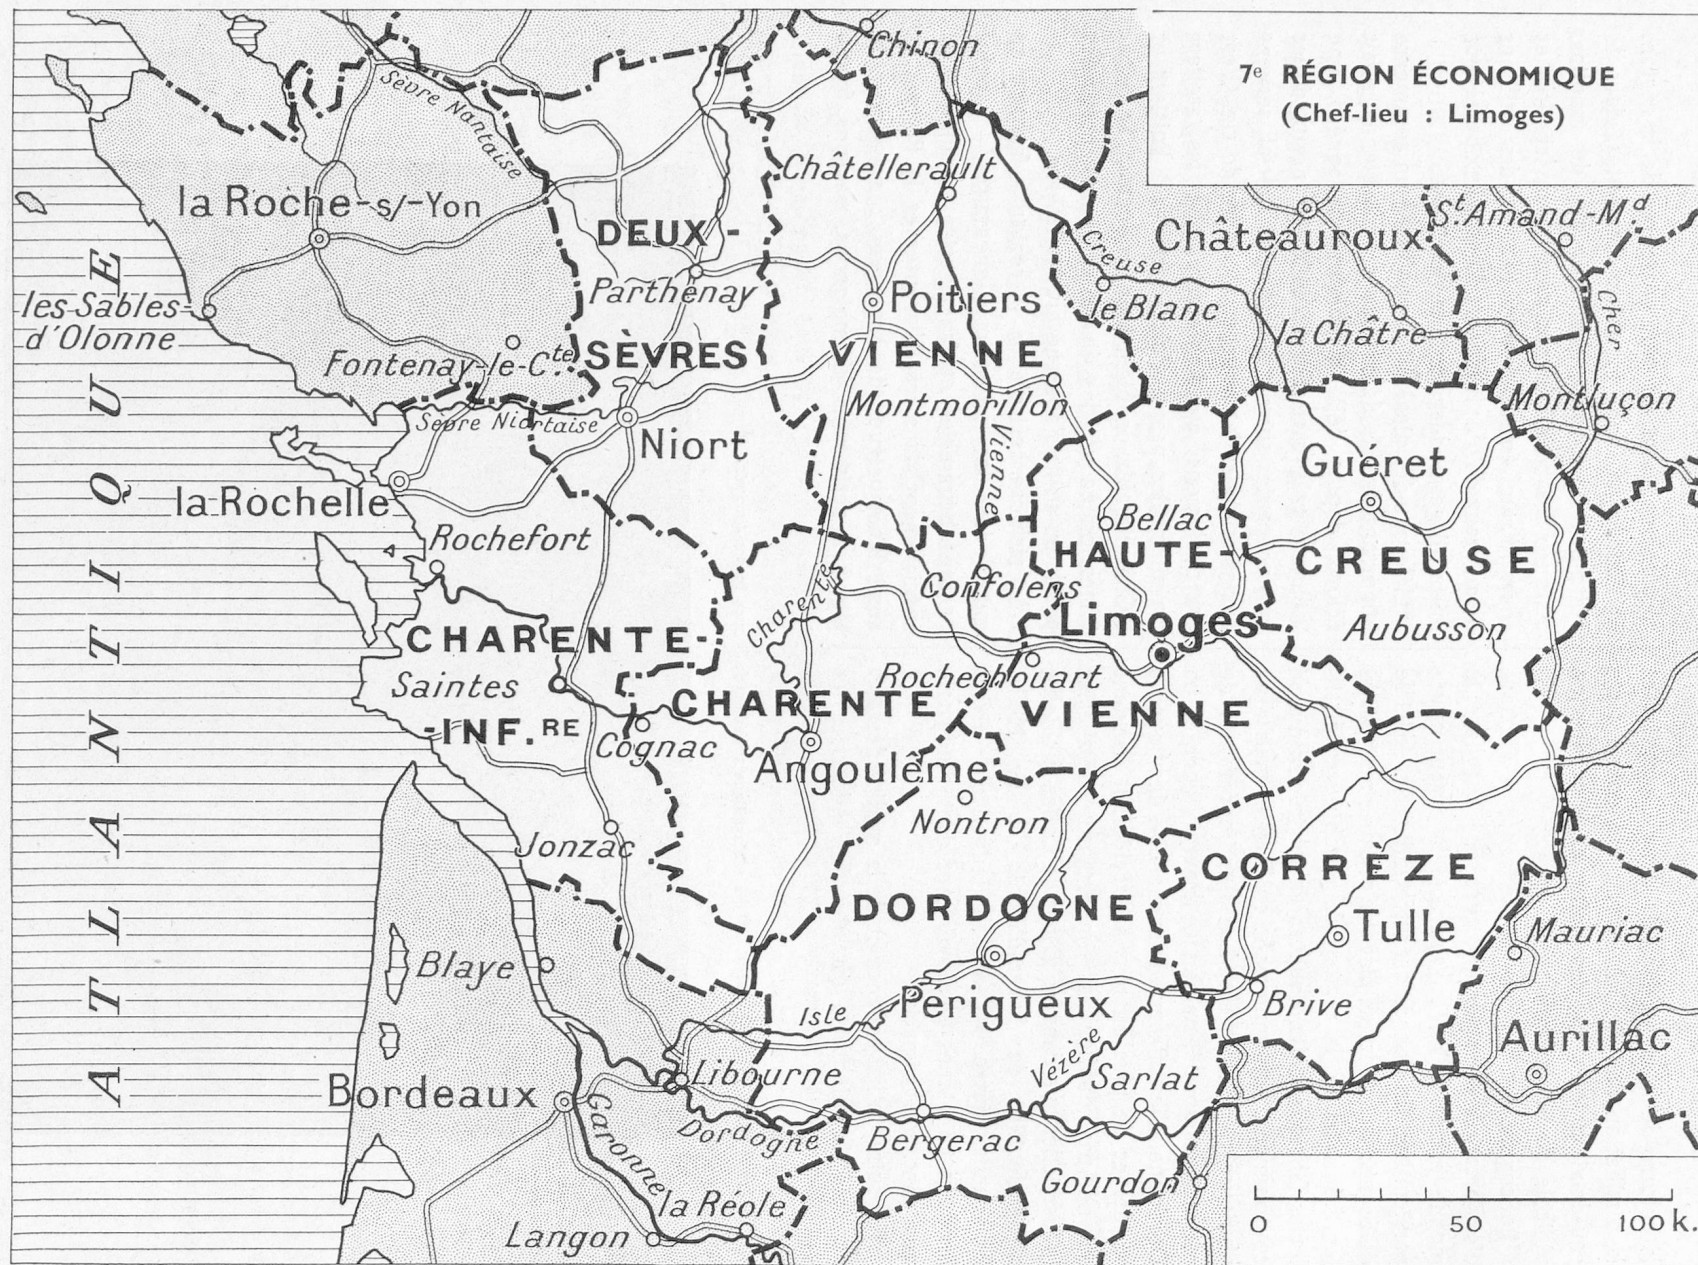 7e RÉGION ÉCONOMIQUE
(Chef-lieu : Limoges)
Chinon
Sèvre Nantaise
Châtellerault
la Roche-s/-Yon
DEUX-
Châteauroux
St. Amand-Md
Creuse
le Blanc
Parthenay
Poitiers
les Sables-
d'Olonne
Cher
la Châtre
Fontenay-le-Cte.
SÈVRES
VIENNE
Montmorillon
Montluçon
Sèvre Niortaise
Niort
Vienne
Guéret
la Rochelle
Rochefort
Bellac
HAUTE-
CREUSE
Confolens
Charente
Limoges
Aubusson
CHARENTE-
Saintes
Rochechouart
CHARENTE
VIENNE
-INF.RE
Cognac
Angoulême
Nontron
Jonzac
CORRÈZE
DORDOGNE
Tulle
Mauriac
Blaye
Périgueux
Brive
Isle
Aurillac
Vézère
Libourne
Sarlat
Bordeaux
Garonne
Dordogne
Bergerac
Gourdon
la Réole
Langon
ATLANTIQUE
0 50 100 k.